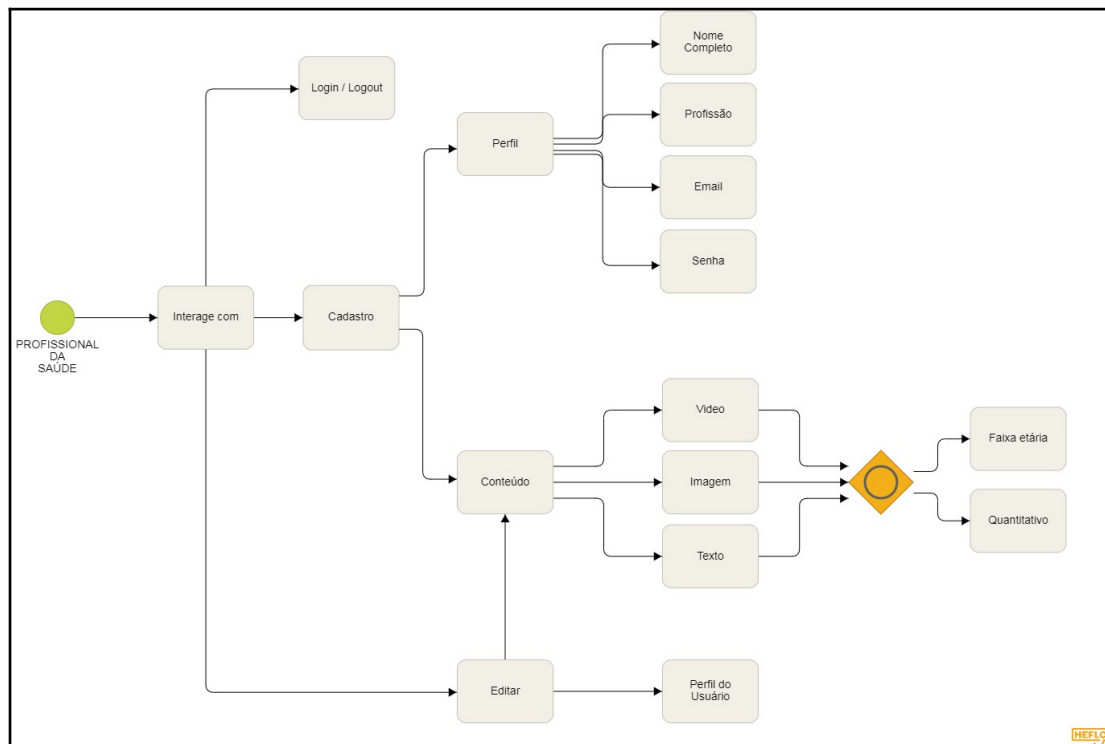 Nome
Completo
Login / Logout
Profissão
Perfil
Email
Senha
Interage com
Cadastro
PROFISSIONAL
DA
SAÚDE
Video
Faixa etária
Conteúdo
Imagem
Quantitativo
Texto
Editar
Perfil do
Usuário